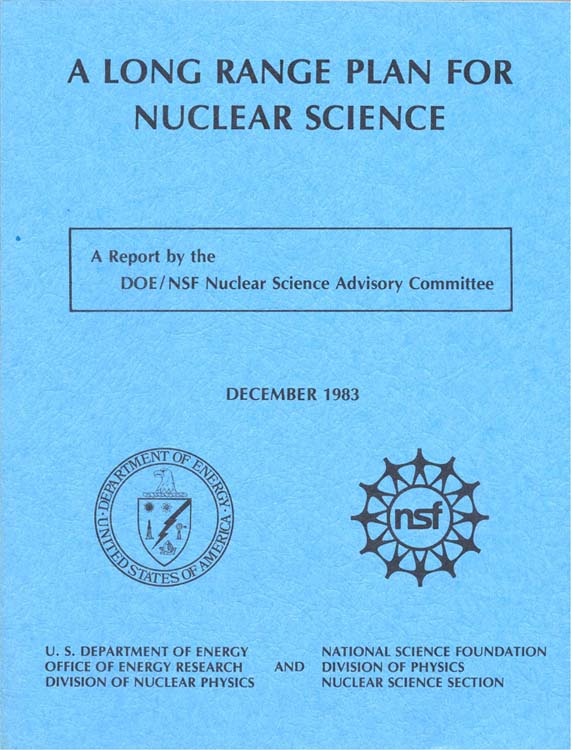 A LONG RANGE PLAN FOR
NUCLEAR SCIENCE
A Report by the
DOE/NSF Nuclear Science Advisory Committee
DECEMBER 1983
DEPARTMENT OF ENERGY
UNITED STATES OF AMERICA
nsf
U. S. DEPARTMENT OF ENERGY
OFFICE OF ENERGY RESEARCH
DIVISION OF NUCLEAR PHYSICS
AND
NATIONAL SCIENCE FOUNDATION
DIVISION OF PHYSICS
NUCLEAR SCIENCE SECTION